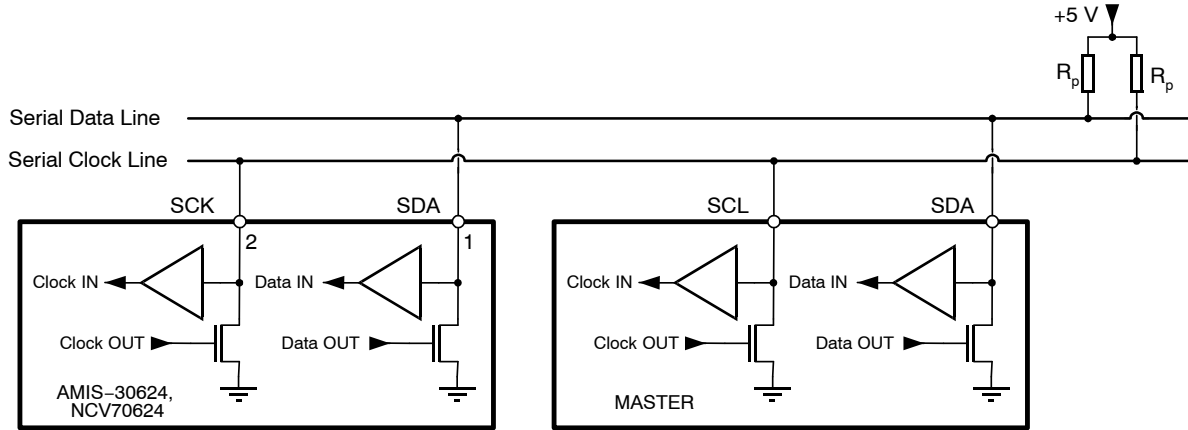 +5 V
Rp
Rp
Serial Data Line
Serial Clock Line
SCK
SDA
SCL
SDA
2
1
Clock IN
Data IN
Clock IN
Data IN
Clock OUT
Data OUT
Clock OUT
Data OUT
AMIS−30624,
NCV70624
MASTER